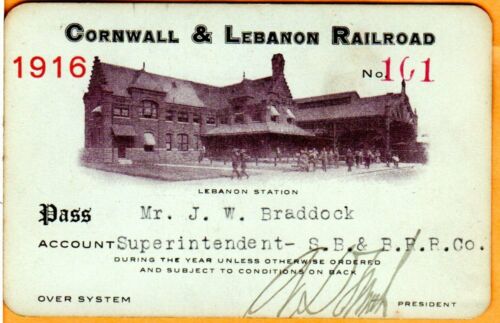 CORNWALL & LEBANON RAILROAD
1916
No. 101
LEBANON STATION
Pass Mr. J. W. Braddock
ACCOUNT Superintendent- S.B.& B.R.R.Co.
DURING THE YEAR UNLESS OTHERWISE ORDERED
AND SUBJECT TO CONDITIONS ON BACK
OVER SYSTEM
PRESIDENT